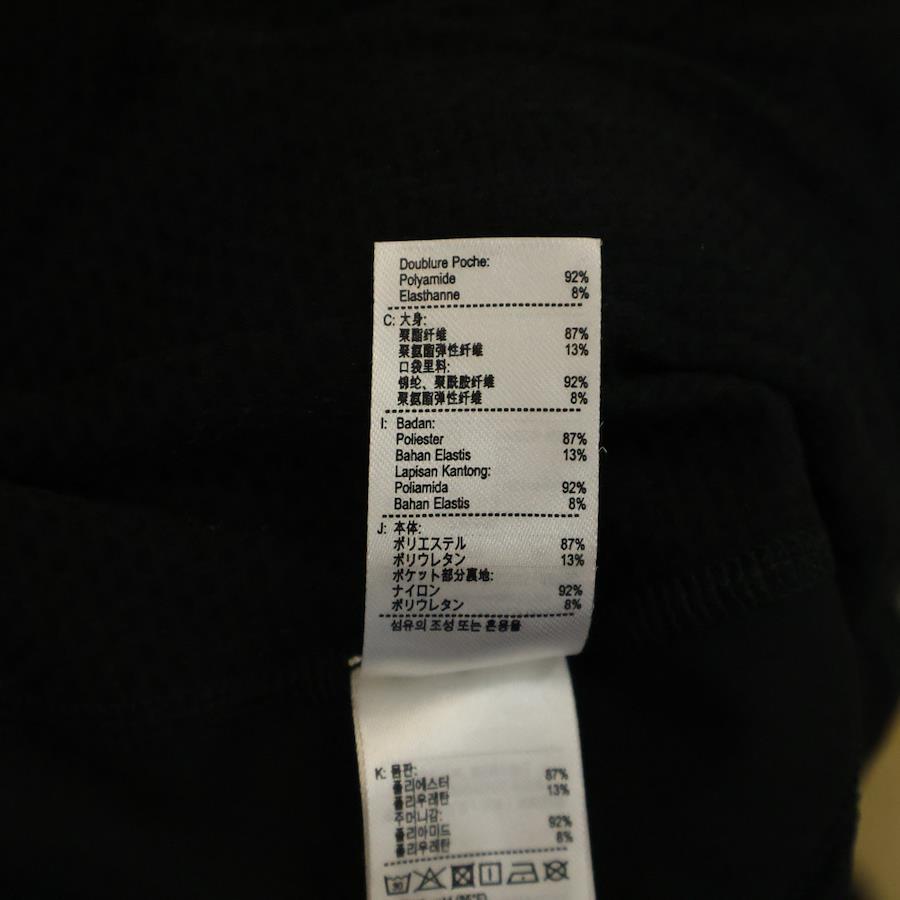 Doublure Poche:
Polyamide 92%
Elasthanne 8%
C: 大身:
聚酯纤维 87%
聚氨酯弹性纤维 13%
口袋里料:
锦纶、聚酰胺纤维 92%
聚氨酯弹性纤维 8%
I: Badan:
Poliester 87%
Bahan Elastis 13%
Lapisan Kantong:
Poliamida 92%
Bahan Elastis 8%
J: 本体:
ポリエステル 87%
ポリウレタン 13%
ポケット部分裏地:
ナイロン 92%
ポリウレタン 8%
섬유의 조성 또는 혼용율
K: 몸판:
폴리에스터 87%
폴리우레탄 13%
주머니감:
폴리아미드 92%
폴리우레탄 8%
30